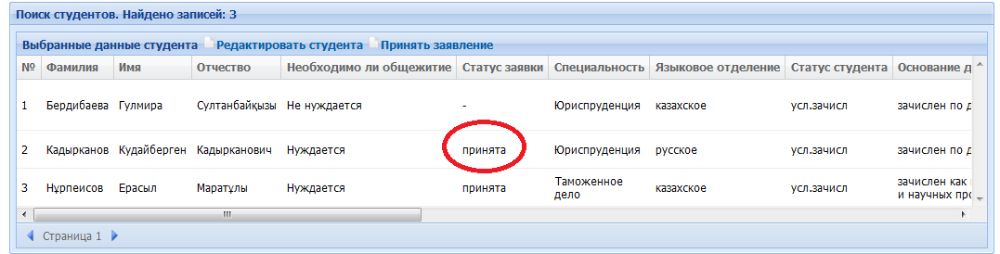 Поиск студентов. Найдено записей: 3
Выбранные данные студента Редактировать студента Принять заявление
№ Фамилия Имя Отчество Необходимо ли общежитие Статус заявки Специальность Языковое отделение Статус студента Основание д
1 Бердибаева Гулмира Султанбайқызы Не нуждается - Юриспруденция казахское усл.зачисл зачислен по д
2 Кадырканов Кудайберген Кадырканович Нуждается принята Юриспруденция русское усл.зачисл зачислен по д
3 Нұрпеисов Ерасыл Маратұлы Нуждается принята Таможенное дело казахское усл.зачисл зачислен как и научных про
Страница 1